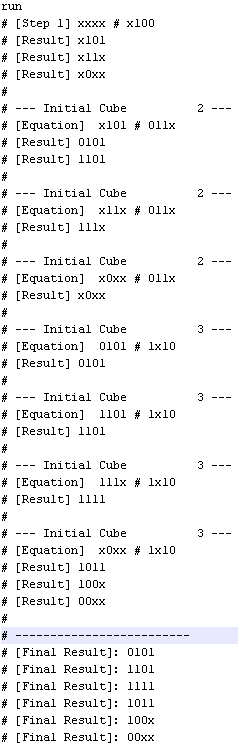 run
# [Step 1] xxxx # x100
# [Result] x101
# [Result] x11x
# [Result] x0xx
#
# --- Initial Cube          2 ---
# [Equation]  x101 # 011x
# [Result] 0101
# [Result] 1101
#
# --- Initial Cube          2 ---
# [Equation]  x11x # 011x
# [Result] 111x
#
# --- Initial Cube          2 ---
# [Equation]  x0xx # 011x
# [Result] x0xx
#
# --- Initial Cube          3 ---
# [Equation]  0101 # 1x10
# [Result] 0101
#
# --- Initial Cube          3 ---
# [Equation]  1101 # 1x10
# [Result] 1101
#
# --- Initial Cube          3 ---
# [Equation]  111x # 1x10
# [Result] 1111
#
# --- Initial Cube          3 ---
# [Equation]  x0xx # 1x10
# [Result] 1011
# [Result] 100x
# [Result] 00xx
#
# -------------------------
# [Final Result]: 0101
# [Final Result]: 1101
# [Final Result]: 1111
# [Final Result]: 1011
# [Final Result]: 100x
# [Final Result]: 00xx